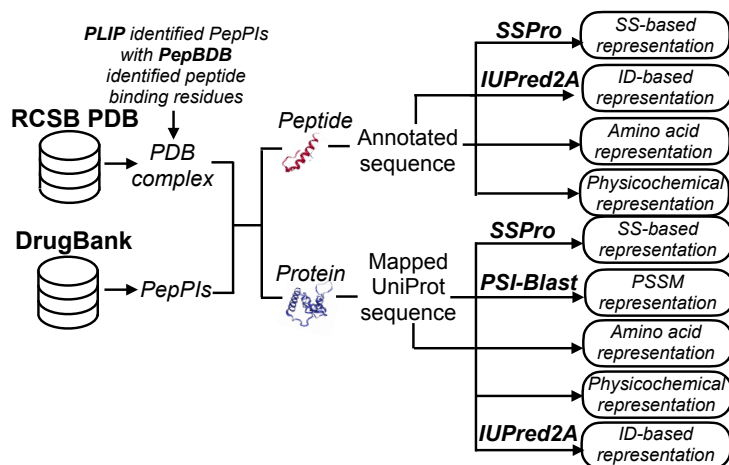 PLIP identified PepPIs
with PepBDB
identified peptide
binding residues
RCSB PDB
PDB
complex
DrugBank
PepPIs
Peptide
Annotated
sequence
Protein
Mapped
UniProt
sequence
SSPro
SS-based
representation
IUPred2A
ID-based
representation
Amino acid
representation
Physicochemical
representation
SSPro
SS-based
representation
PSI-Blast
PSSM
representation
Amino acid
representation
Physicochemical
representation
IUPred2A
ID-based
representation